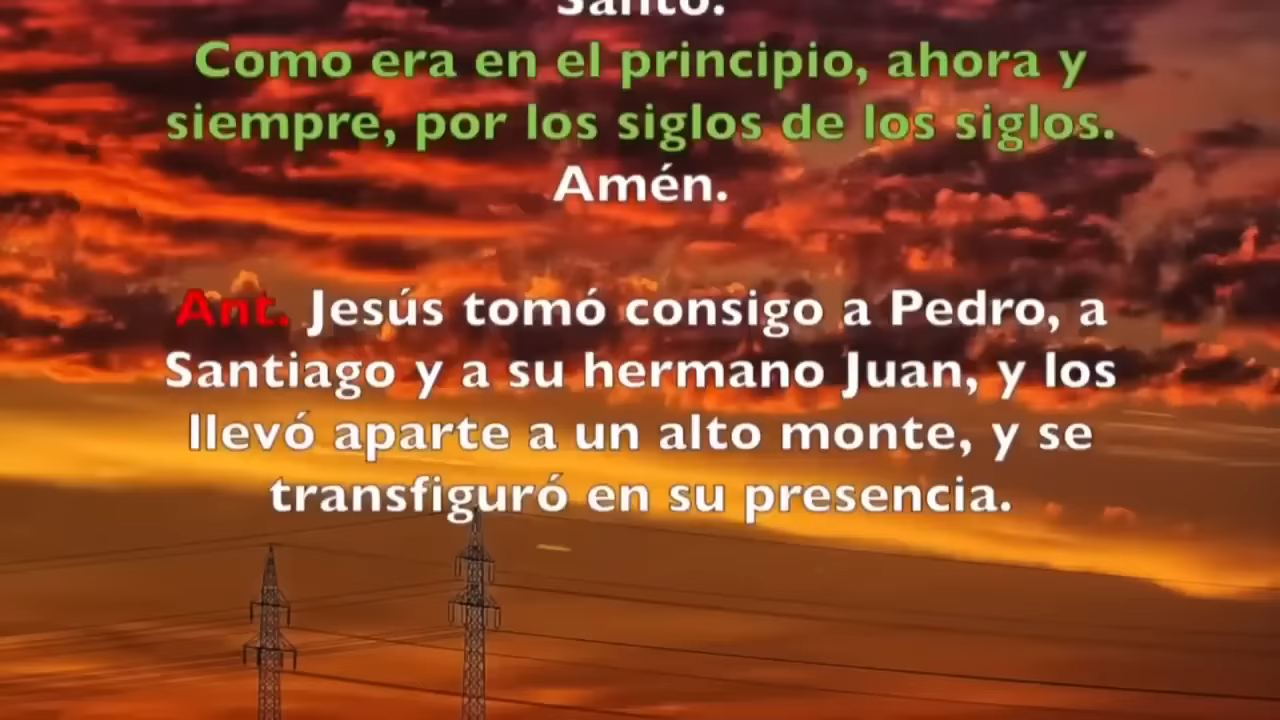 Santo.
Como era en el principio, ahora y
siempre, por los siglos de los siglos.
Amén.
Ant. Jesús tomó consigo a Pedro, a
Santiago y a su hermano Juan, y los
llevó aparte a un alto monte, y se
transfiguró en su presencia.